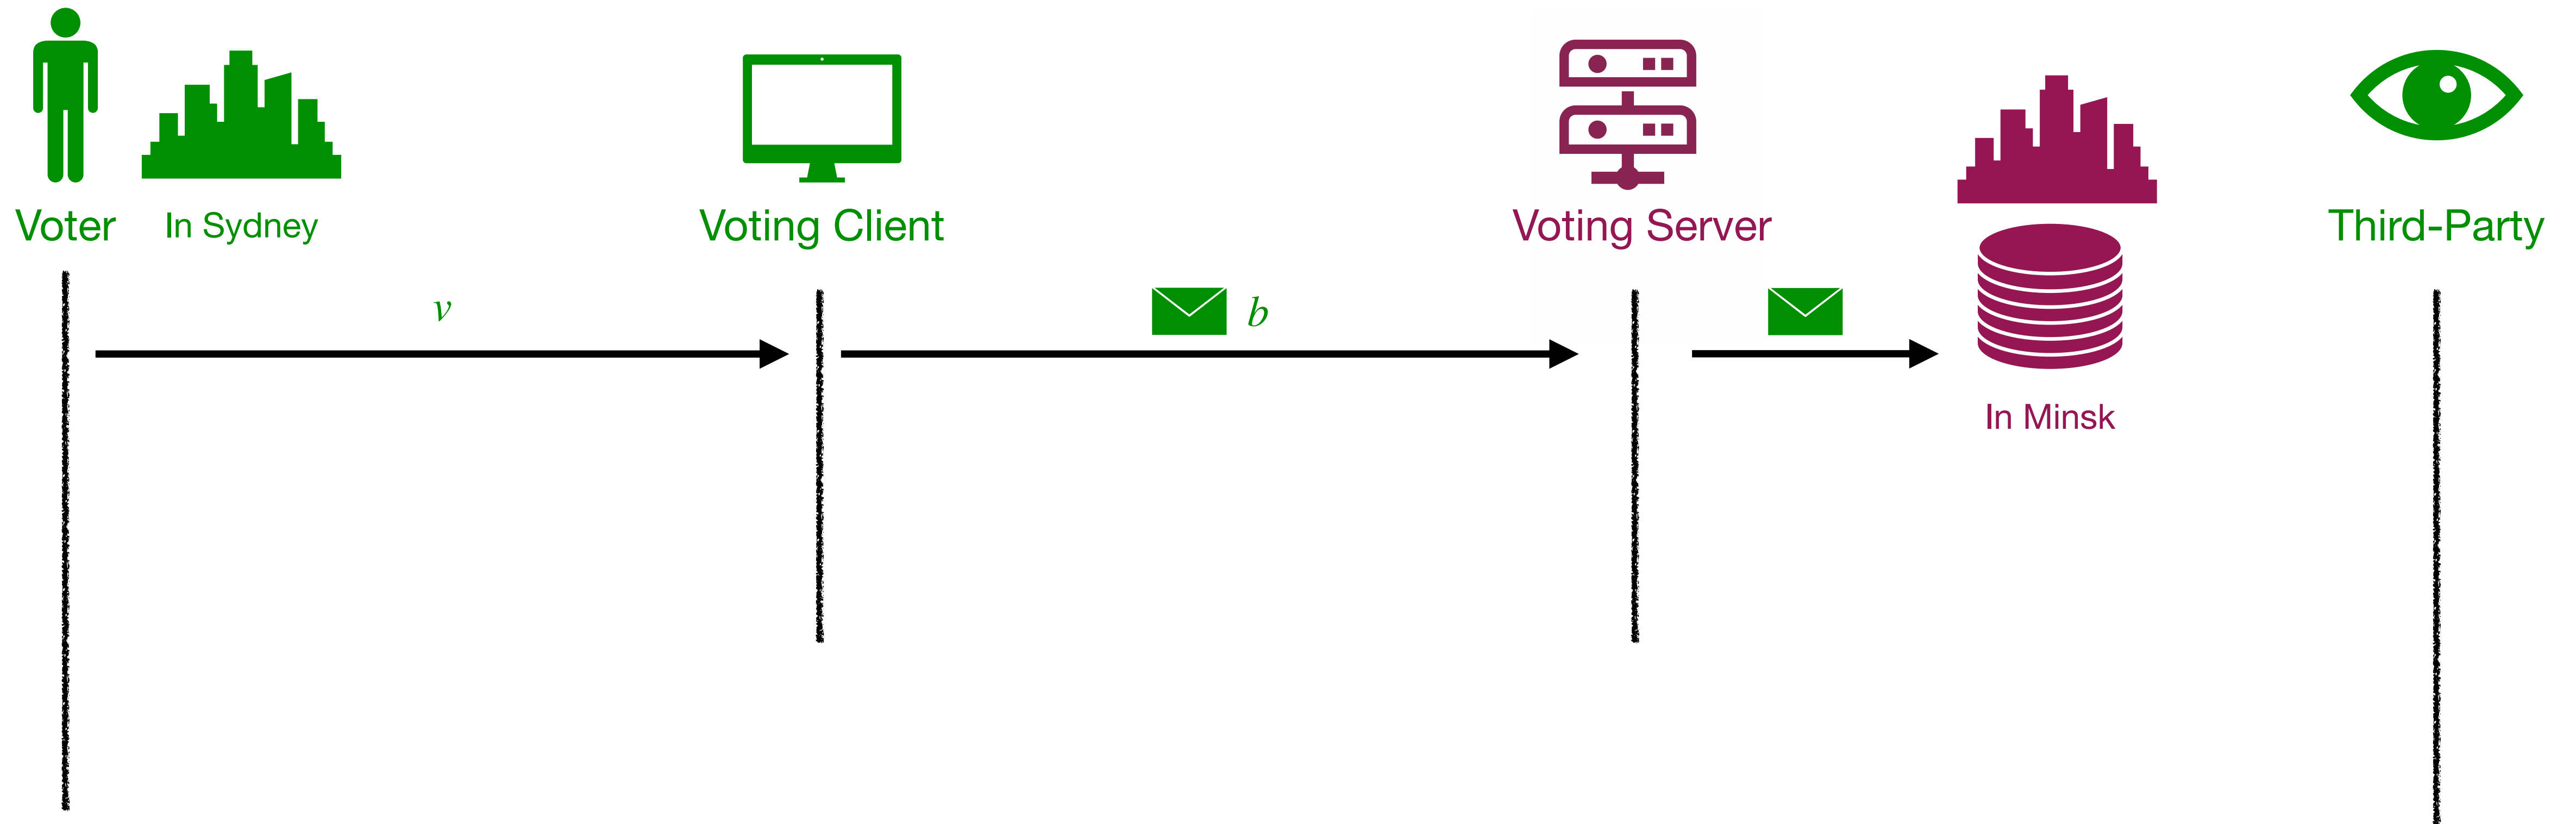 Voter
In Sydney
Voting Client
Voting Server
Third-Party
v
b
In Minsk